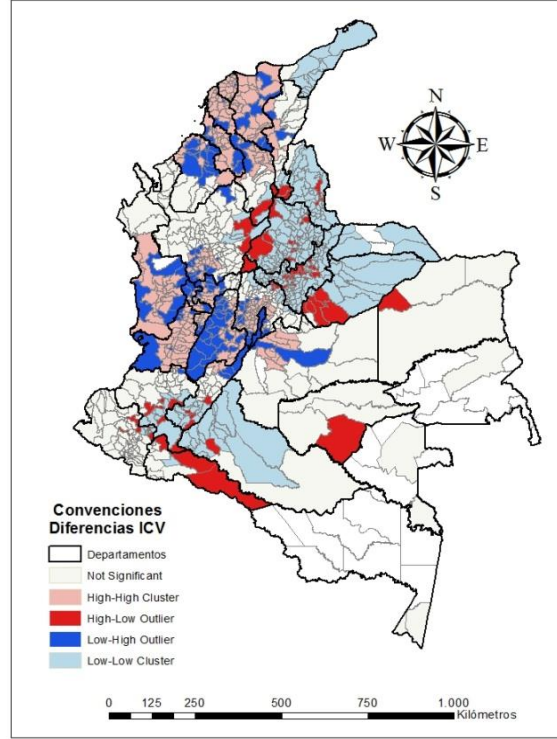 N
W E
S
Convenciones
Diferencias ICV
Departamentos
Not Significant
High-High Cluster
High-Low Outlier
Low-High Outlier
Low-Low Cluster
0 125 250 500 750 1.000
Kilómetros